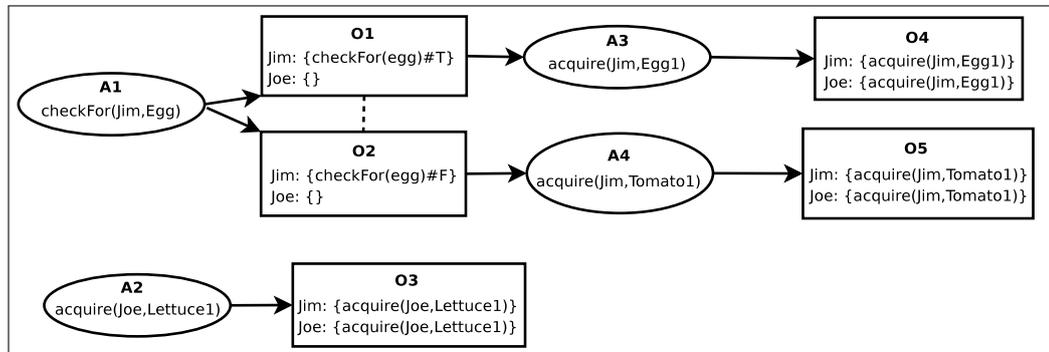 A1
checkFor(Jim,Egg)
O1
Jim: {checkFor(egg)#T}
Joe: {}
A3
acquire(Jim,Egg1)
O4
Jim: {acquire(Jim,Egg1)}
Joe: {acquire(Jim,Egg1)}
O2
Jim: {checkFor(egg)#F}
Joe: {}
A4
acquire(Jim,Tomato1)
O5
Jim: {acquire(Jim,Tomato1)}
Joe: {acquire(Jim,Tomato1)}
A2
acquire(Joe,Lettuce1)
O3
Jim: {acquire(Joe,Lettuce1)}
Joe: {acquire(Joe,Lettuce1)}